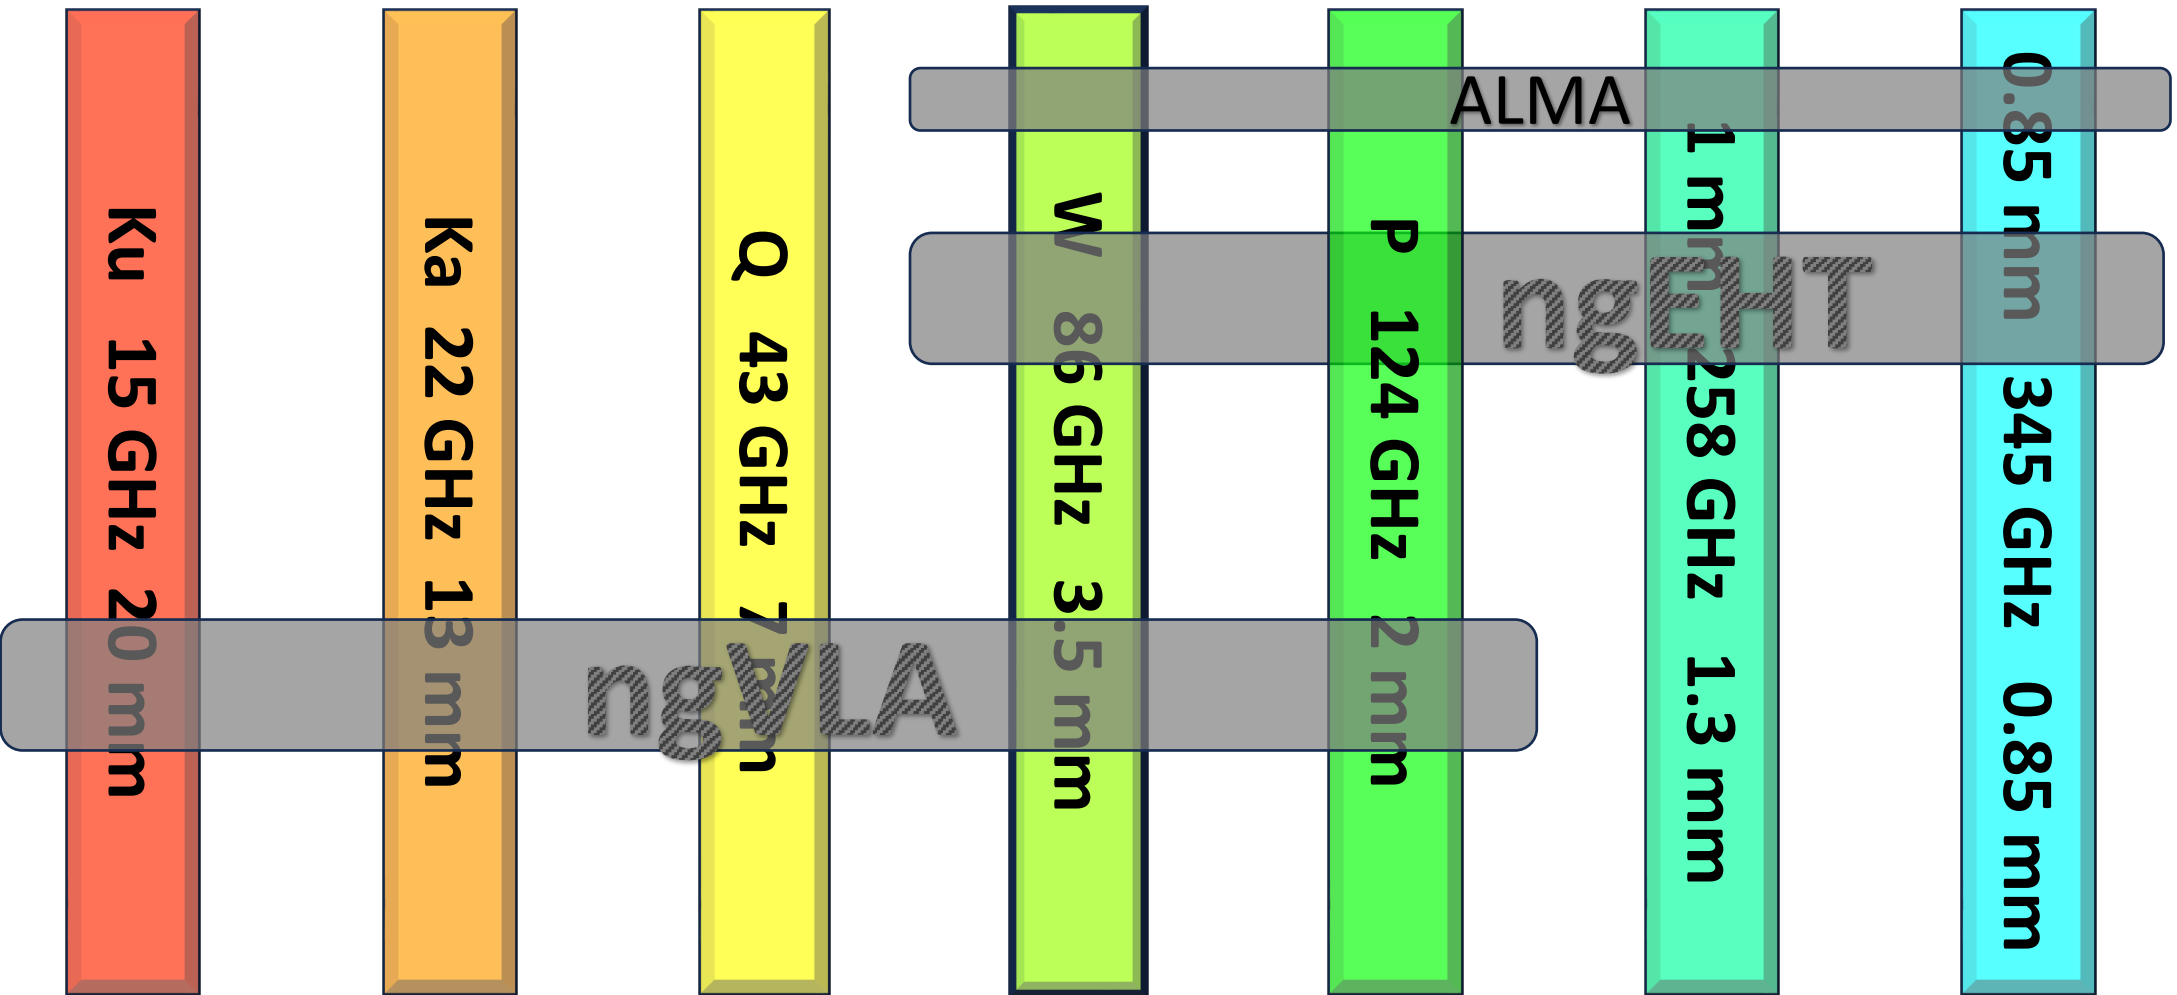 Ku 15 GHz 20 mm
Ka 22 GHz 13 mm
Q 43 GHz 7 mm
W 86 GHz 3.5 mm
P 124 GHz 2 mm
1 mm 258 GHz 1.3 mm
0.85 mm 345 GHz 0.85 mm
ALMA
ngEHT
ngVLA